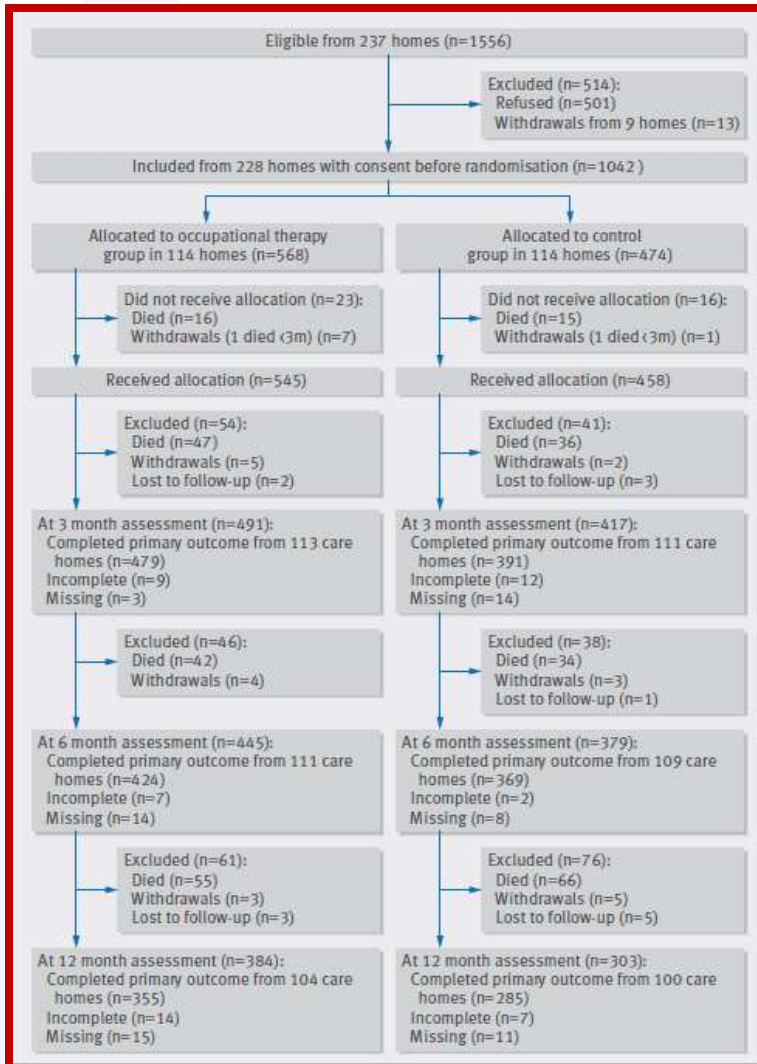 Eligible from 237 homes (n=1556)
Excluded (n=514):
Refused (n=501)
Withdrawals from 9 homes (n=13)
Included from 228 homes with consent before randomisation (n=1042 )
Allocated to occupational therapy
group in 114 homes (n=568)
Allocated to control
group in 114 homes (n=474)
Did not receive allocation (n=23):
Died (n=16)
Withdrawals (1 died <3m) (n=7)
Did not receive allocation (n=16):
Died (n=15)
Withdrawals (1 died <3m) (n=1)
Received allocation (n=545)
Received allocation (n=458)
Excluded (n=54):
Died (n=47)
Withdrawals (n=5)
Lost to follow-up (n=2)
Excluded (n=41):
Died (n=36)
Withdrawals (n=2)
Lost to follow-up (n=3)
At 3 month assessment (n=491):
Completed primary outcome from 113 care
homes (n=479)
Incomplete (n=9)
Missing (n=3)
At 3 month assessment (n=417):
Completed primary outcome from 111 care
homes (n=391)
Incomplete (n=12)
Missing (n=14)
Excluded (n=46):
Died (n=42)
Withdrawals (n=4)
Excluded (n=38):
Died (n=34)
Withdrawals (n=3)
Lost to follow-up (n=1)
At 6 month assessment (n=445):
Completed primary outcome from 111 care
homes (n=424)
Incomplete (n=7)
Missing (n=14)
At 6 month assessment (n=379):
Completed primary outcome from 109 care
homes (n=369)
Incomplete (n=2)
Missing (n=8)
Excluded (n=61):
Died (n=55)
Withdrawals (n=3)
Lost to follow-up (n=3)
Excluded (n=76):
Died (n=66)
Withdrawals (n=5)
Lost to follow-up (n=5)
At 12 month assessment (n=384):
Completed primary outcome from 104 care
homes (n=355)
Incomplete (n=14)
Missing (n=15)
At 12 month assessment (n=303):
Completed primary outcome from 100 care
homes (n=285)
Incomplete (n=7)
Missing (n=11)